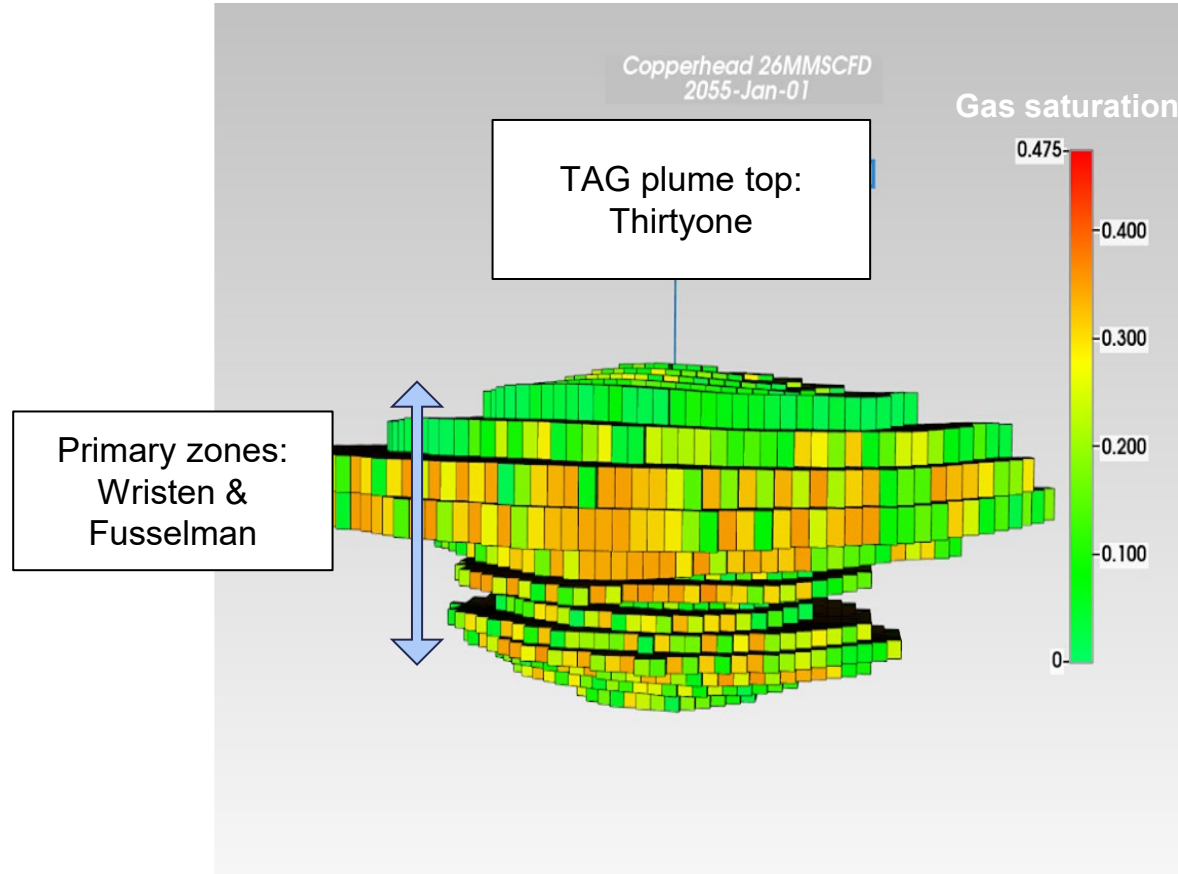 Copperhead 26MMSCFD
2055-Jan-01
Gas saturation
0.475
TAG plume top:
Thirtyone
0.400
0.300
Primary zones:
Wristen &
Fusselman
0.200
0.100
0